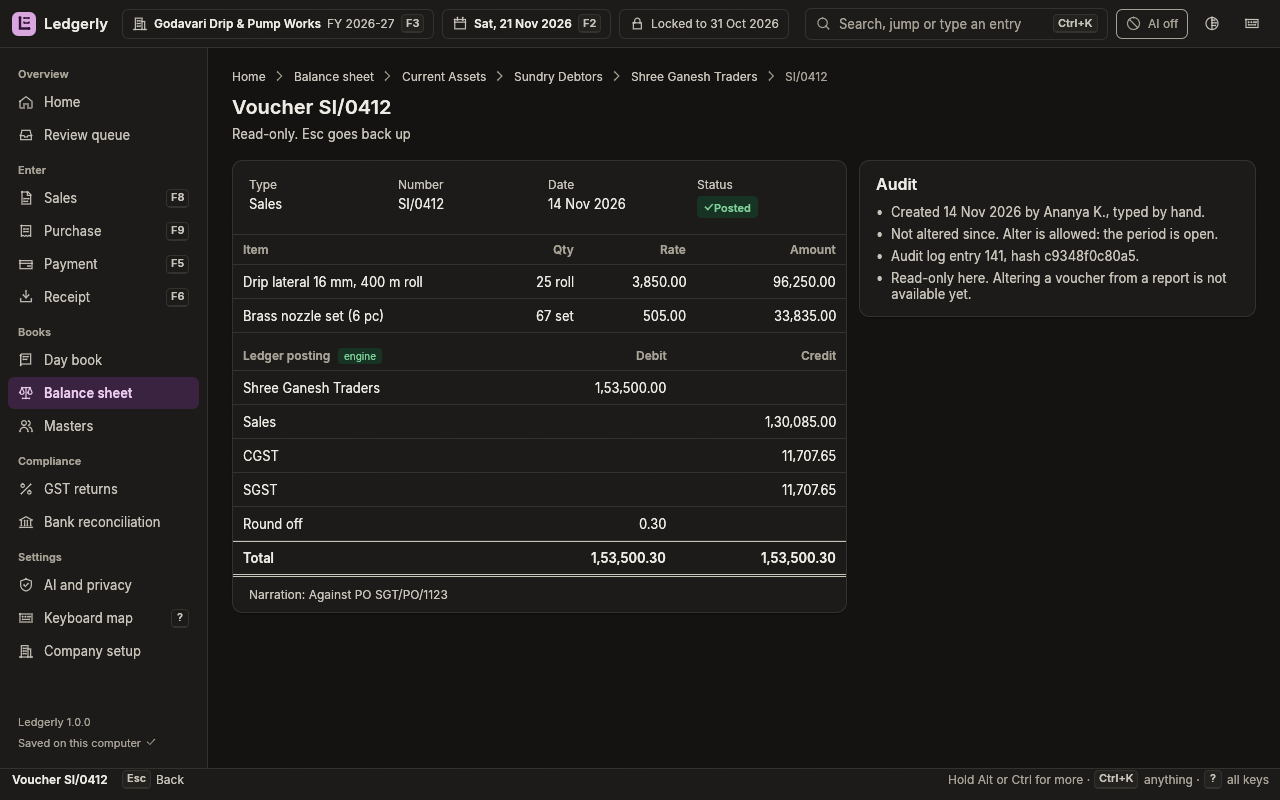 Ledgerly
Godavari Drip & Pump Works FY 2026-27 F3
Sat, 21 Nov 2026 F2
Locked to 31 Oct 2026
Search, jump or type an entry Ctrl+K
AI off
Overview
Home
Review queue
Enter
Sales F8
Purchase F9
Payment F5
Receipt F6
Books
Day book
Balance sheet
Masters
Compliance
GST returns
Bank reconciliation
Settings
AI and privacy
Keyboard map ?
Company setup
Ledgerly 1.0.0
Saved on this computer
Home Balance sheet Current Assets Sundry Debtors Shree Ganesh Traders SI/0412
Voucher SI/0412
Read-only. Esc goes back up
Type Number Date Status
Sales SI/0412 14 Nov 2026 Posted
Item Qty Rate Amount
Drip lateral 16 mm, 400 m roll 25 roll 3,850.00 96,250.00
Brass nozzle set (6 pc) 67 set 505.00 33,835.00
Ledger posting engine Debit Credit
Shree Ganesh Traders 1,53,500.00
Sales 1,30,085.00
CGST 11,707.65
SGST 11,707.65
Round off 0.30
Total 1,53,500.30 1,53,500.30
Narration: Against PO SGT/PO/1123
Audit
• Created 14 Nov 2026 by Ananya K., typed by hand.
• Not altered since. Alter is allowed: the period is open.
• Audit log entry 141, hash c9348f0c80a5.
• Read-only here. Altering a voucher from a report is not
available yet.
Voucher SI/0412 Esc Back
Hold Alt or Ctrl for more · Ctrl+K anything · ? all keys